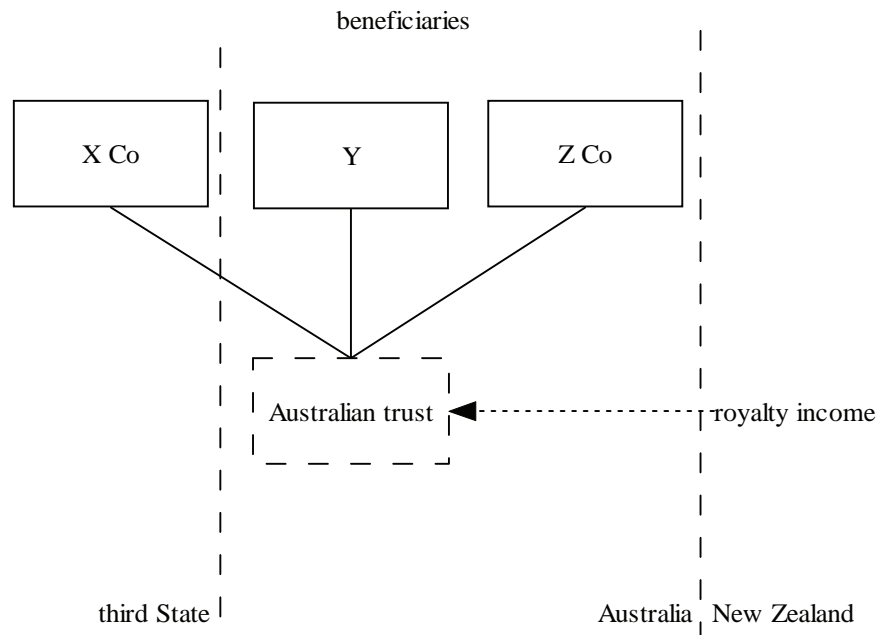 beneficiaries
X Co
Y
Z Co
Australian trust
royalty income
third State
Australia
New Zealand